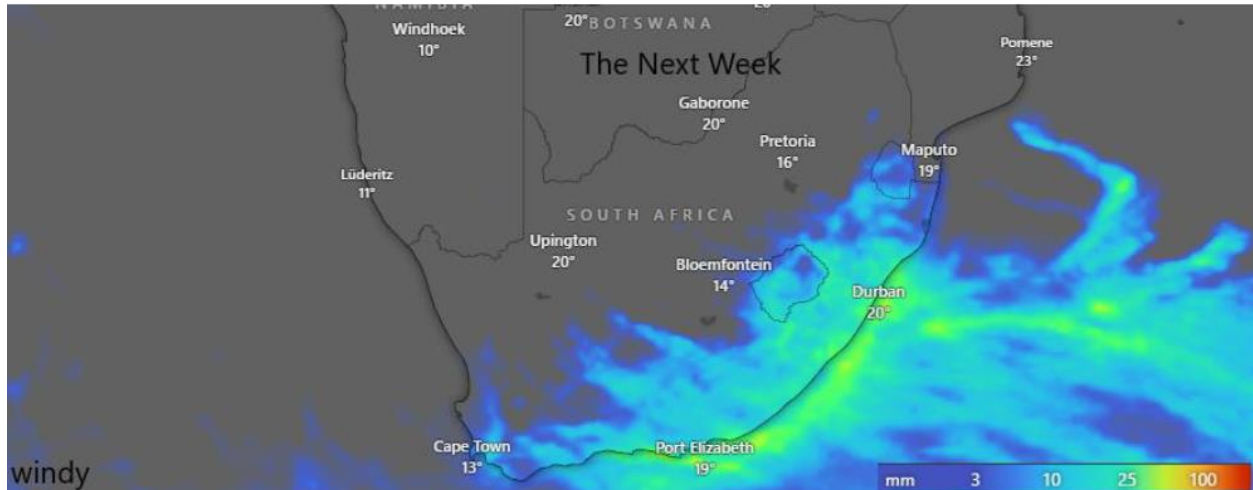 NAMIBIA
Windhoek
10°
20°
BOTSWANA
The Next Week
Pomene
23°
Gaborone
20°
Pretoria
16°
Maputo
19°
Lüderitz
11°
SOUTH AFRICA
Upington
20°
Bloemfontein
14°
Durban
20°
Cape Town
13°
Port Elizabeth
19°
windy
mm 3 10 25 100